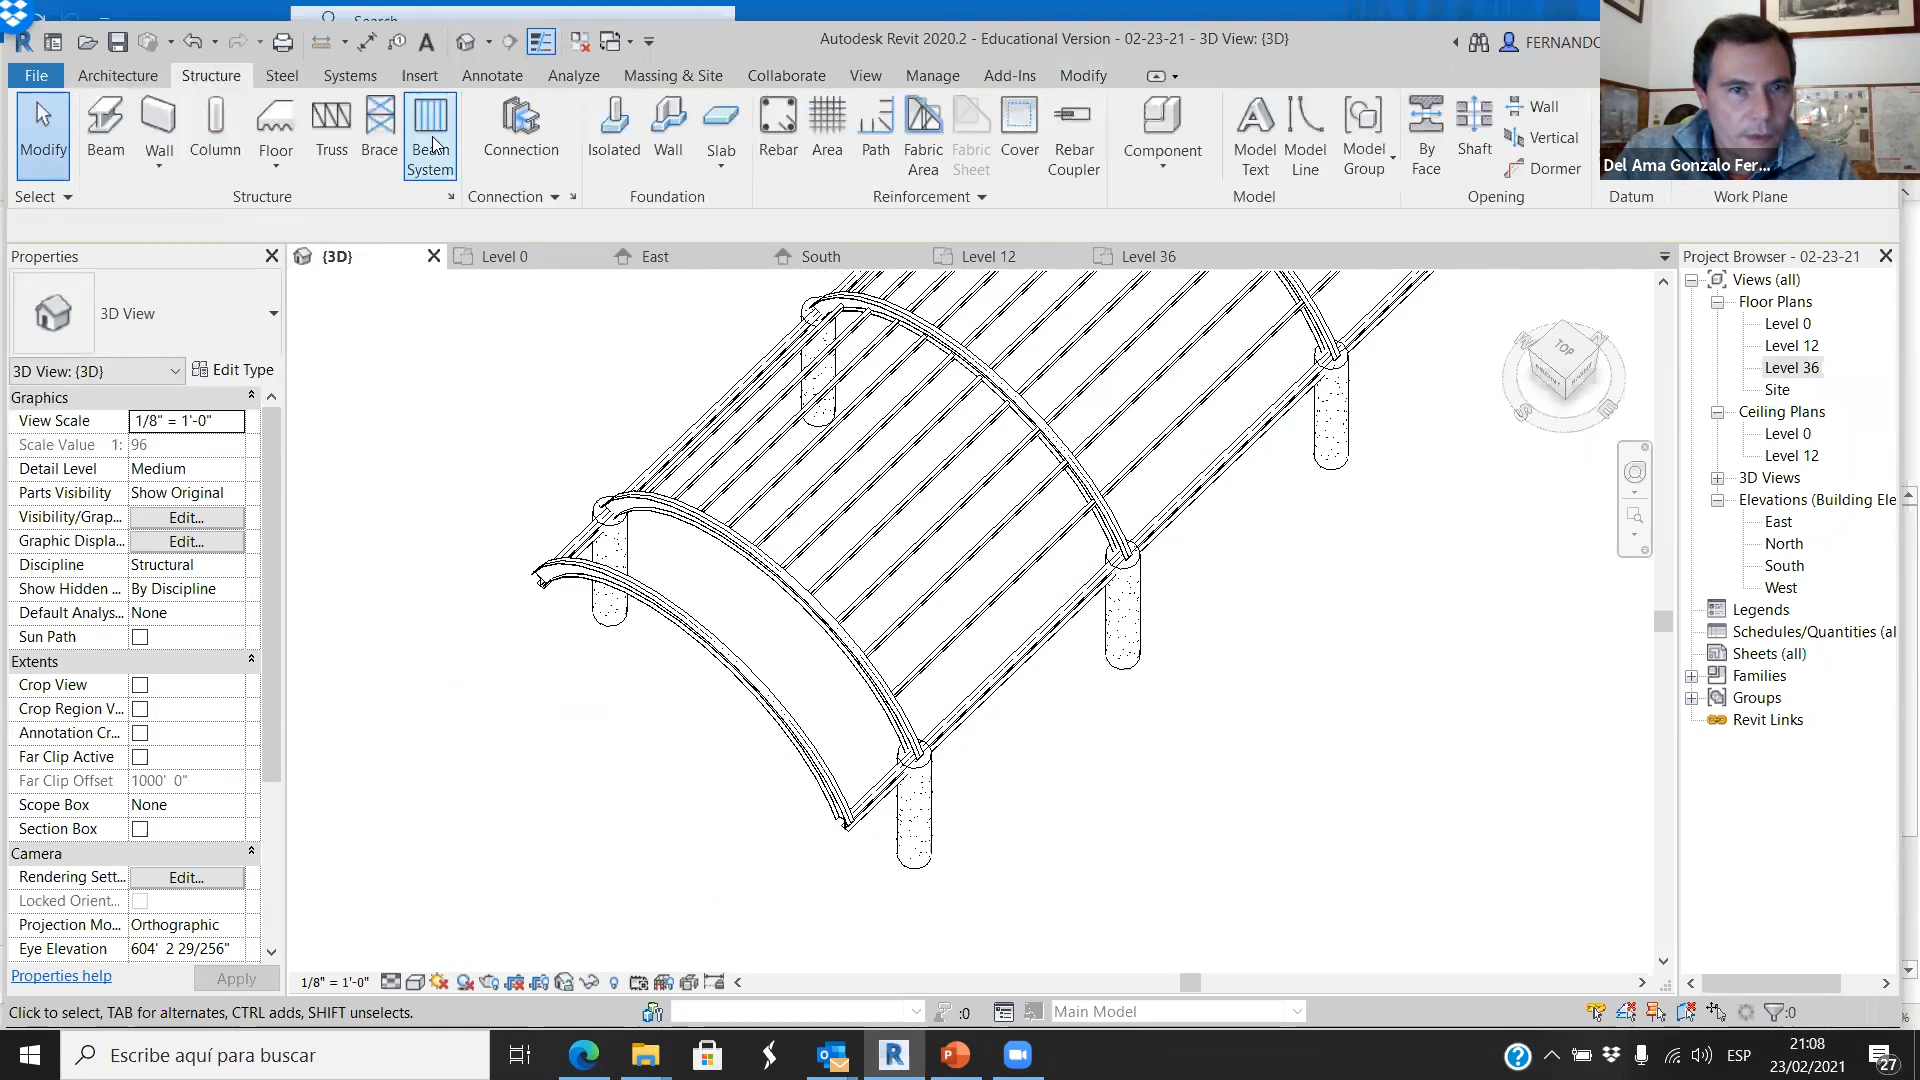 Search
Autodesk Revit 2020.2 - Educational Version - 02-23-21 - 3D View: {3D}
FERNANDO
File Architecture Structure Steel Systems Insert Annotate Analyze Massing & Site Collaborate View Manage Add-Ins Modify
Modify
Beam
Wall
Column
Floor
Truss
Brace
Beam System
Connection
Isolated
Wall
Slab
Rebar
Area
Path
Fabric Area
Fabric Sheet
Cover
Rebar Coupler
Component
Model Text
Model Line
Model Group
By Face
Shaft
Wall
Vertical
Dormer
Del Ama Gonzalo Fer...
Select Structure Connection Foundation Reinforcement Model Opening Datum Work Plane
Properties
{3D} Level 0 East South Level 12 Level 36
3D View
3D View: {3D} Edit Type
Graphics
View Scale 1/8" = 1'-0"
Scale Value 1: 96
Detail Level Medium
Parts Visibility Show Original
Visibility/Grap... Edit...
Graphic Displa... Edit...
Discipline Structural
Show Hidden ... By Discipline
Default Analys... None
Sun Path
Extents
Crop View
Crop Region V...
Annotation Cr...
Far Clip Active
Far Clip Offset 1000' 0"
Scope Box None
Section Box
Camera
Rendering Sett... Edit...
Locked Orient...
Projection Mo... Orthographic
Eye Elevation 604' 2 29/256"
Properties help Apply
TOP
Project Browser - 02-23-21
Views (all)
Floor Plans
Level 0
Level 12
Level 36
Site
Ceiling Plans
Level 0
Level 12
3D Views
Elevations (Building Ele
East
North
South
West
Legends
Schedules/Quantities (al
Sheets (all)
Families
Groups
Revit Links
1/8" = 1'-0"
Click to select, TAB for alternates, CTRL adds, SHIFT unselects.
:0
Main Model
:0
Escribe aquí para buscar
ESP
21:08
23/02/2021
27